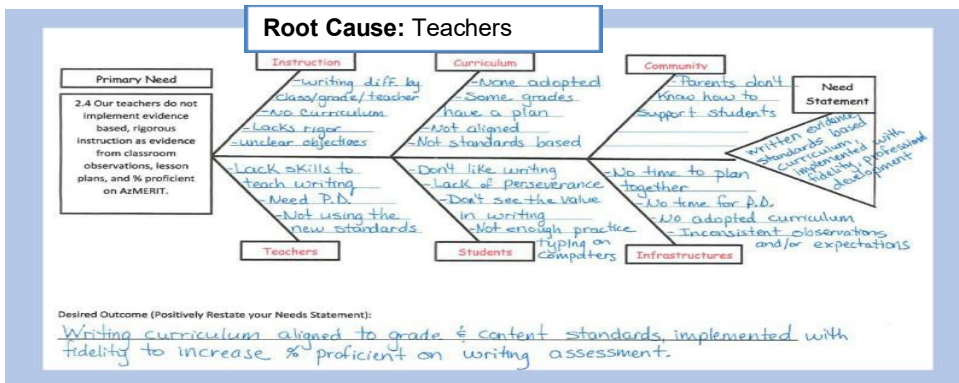 Root Cause: Teachers
Primary Need
2.4 Our teachers do not
implement evidence
based, rigorous
instruction as evidence
from classroom
observations, lesson
plans, and % proficient
on AzMERIT.
Instruction
-writing diff. by
class/grade/teacher
-No curriculum
-Lacks rigor
-unclear objectives
Curriculum
-None adopted
-Some grades
have a plan
-Not aligned
-Not standards based
Community
-Parents don't
Know how to
support students
Need
Statement
written evidence
standards based
curriculum,
implemented with
fidelity; professional
development
-Lack skills to
teach writing
-Need P.D.
-Not using the
new standards
Teachers
-Don't like writing
-Lack of Perseverance
-Don't see the value
in writing
-Not enough practice
typing on
computers
Students
-No time to plan
together
-No time for P.D.
-No adopted curriculum
-Inconsistent observations
and/or expectations
Infrastructures
Desired Outcome (Positively Restate your Needs Statement):
Writing curriculum aligned to grade & content standards, implemented with
fidelity to increase % proficient on writing assessment.